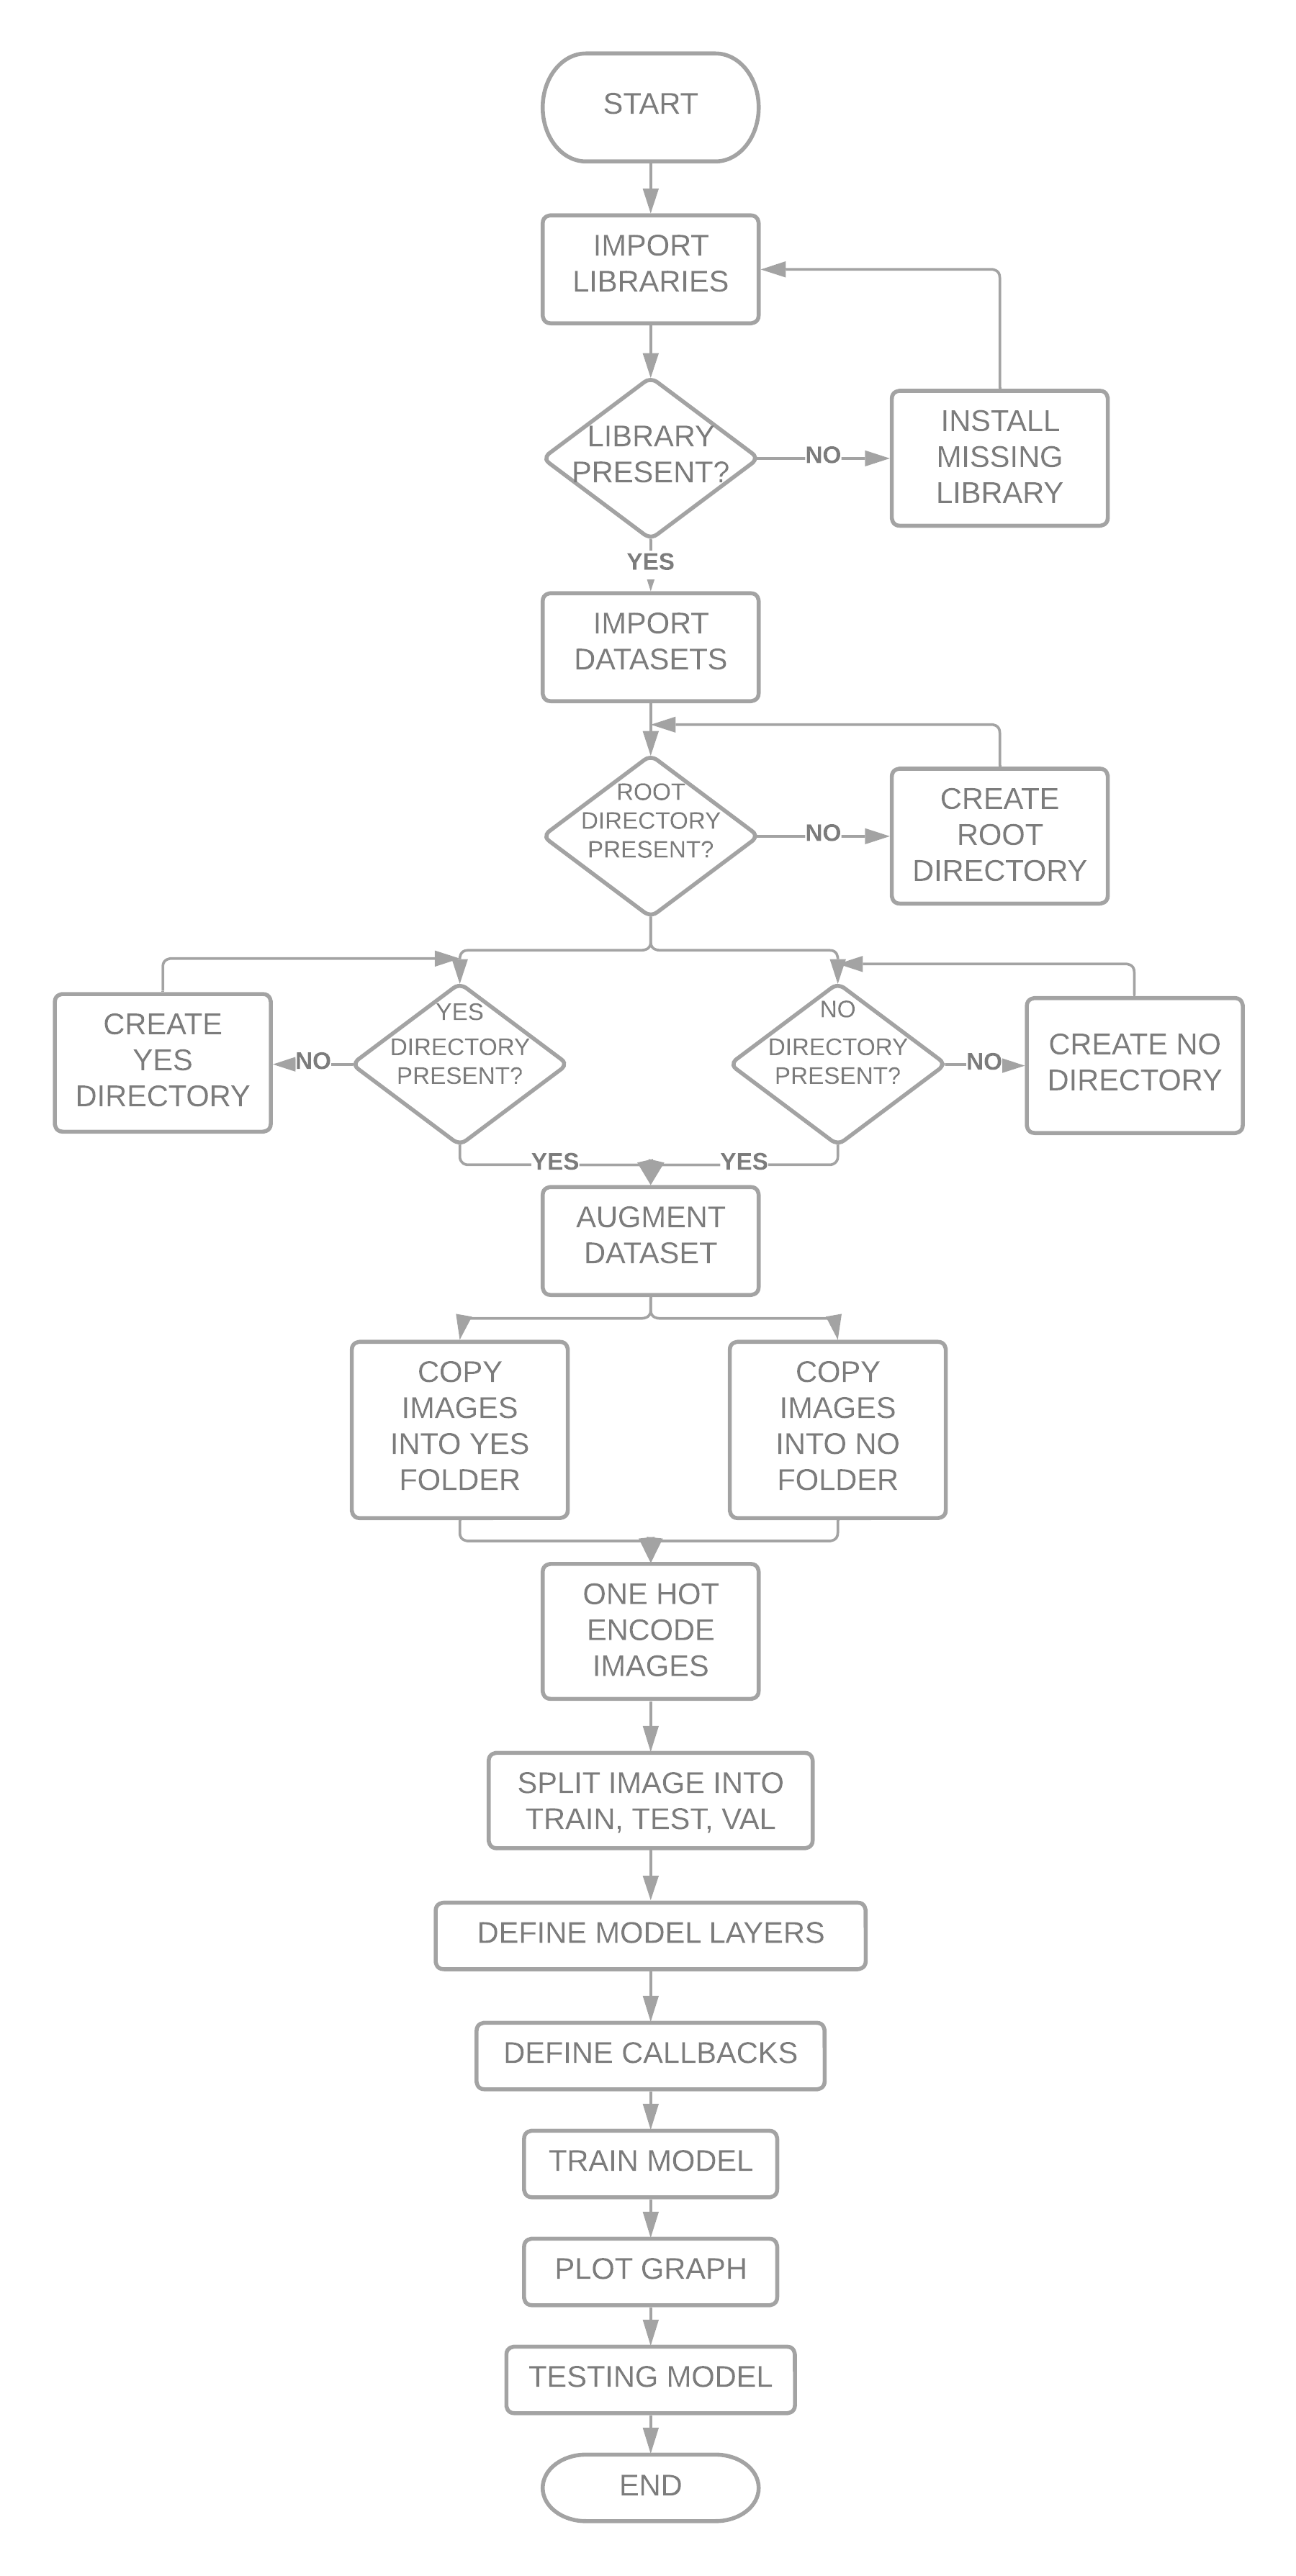 START
IMPORT
LIBRARIES
LIBRARY
PRESENT?
NO
INSTALL
MISSING
LIBRARY
YES
IMPORT
DATASETS
ROOT
DIRECTORY
PRESENT?
NO
CREATE
ROOT
DIRECTORY
CREATE
YES
DIRECTORY
NO
YES
DIRECTORY
PRESENT?
NO
DIRECTORY
PRESENT?
NO
CREATE NO
DIRECTORY
YES
YES
AUGMENT
DATASET
COPY
IMAGES
INTO YES
FOLDER
COPY
IMAGES
INTO NO
FOLDER
ONE HOT
ENCODE
IMAGES
SPLIT IMAGE INTO
TRAIN, TEST, VAL
DEFINE MODEL LAYERS
DEFINE CALLBACKS
TRAIN MODEL
PLOT GRAPH
TESTING MODEL
END